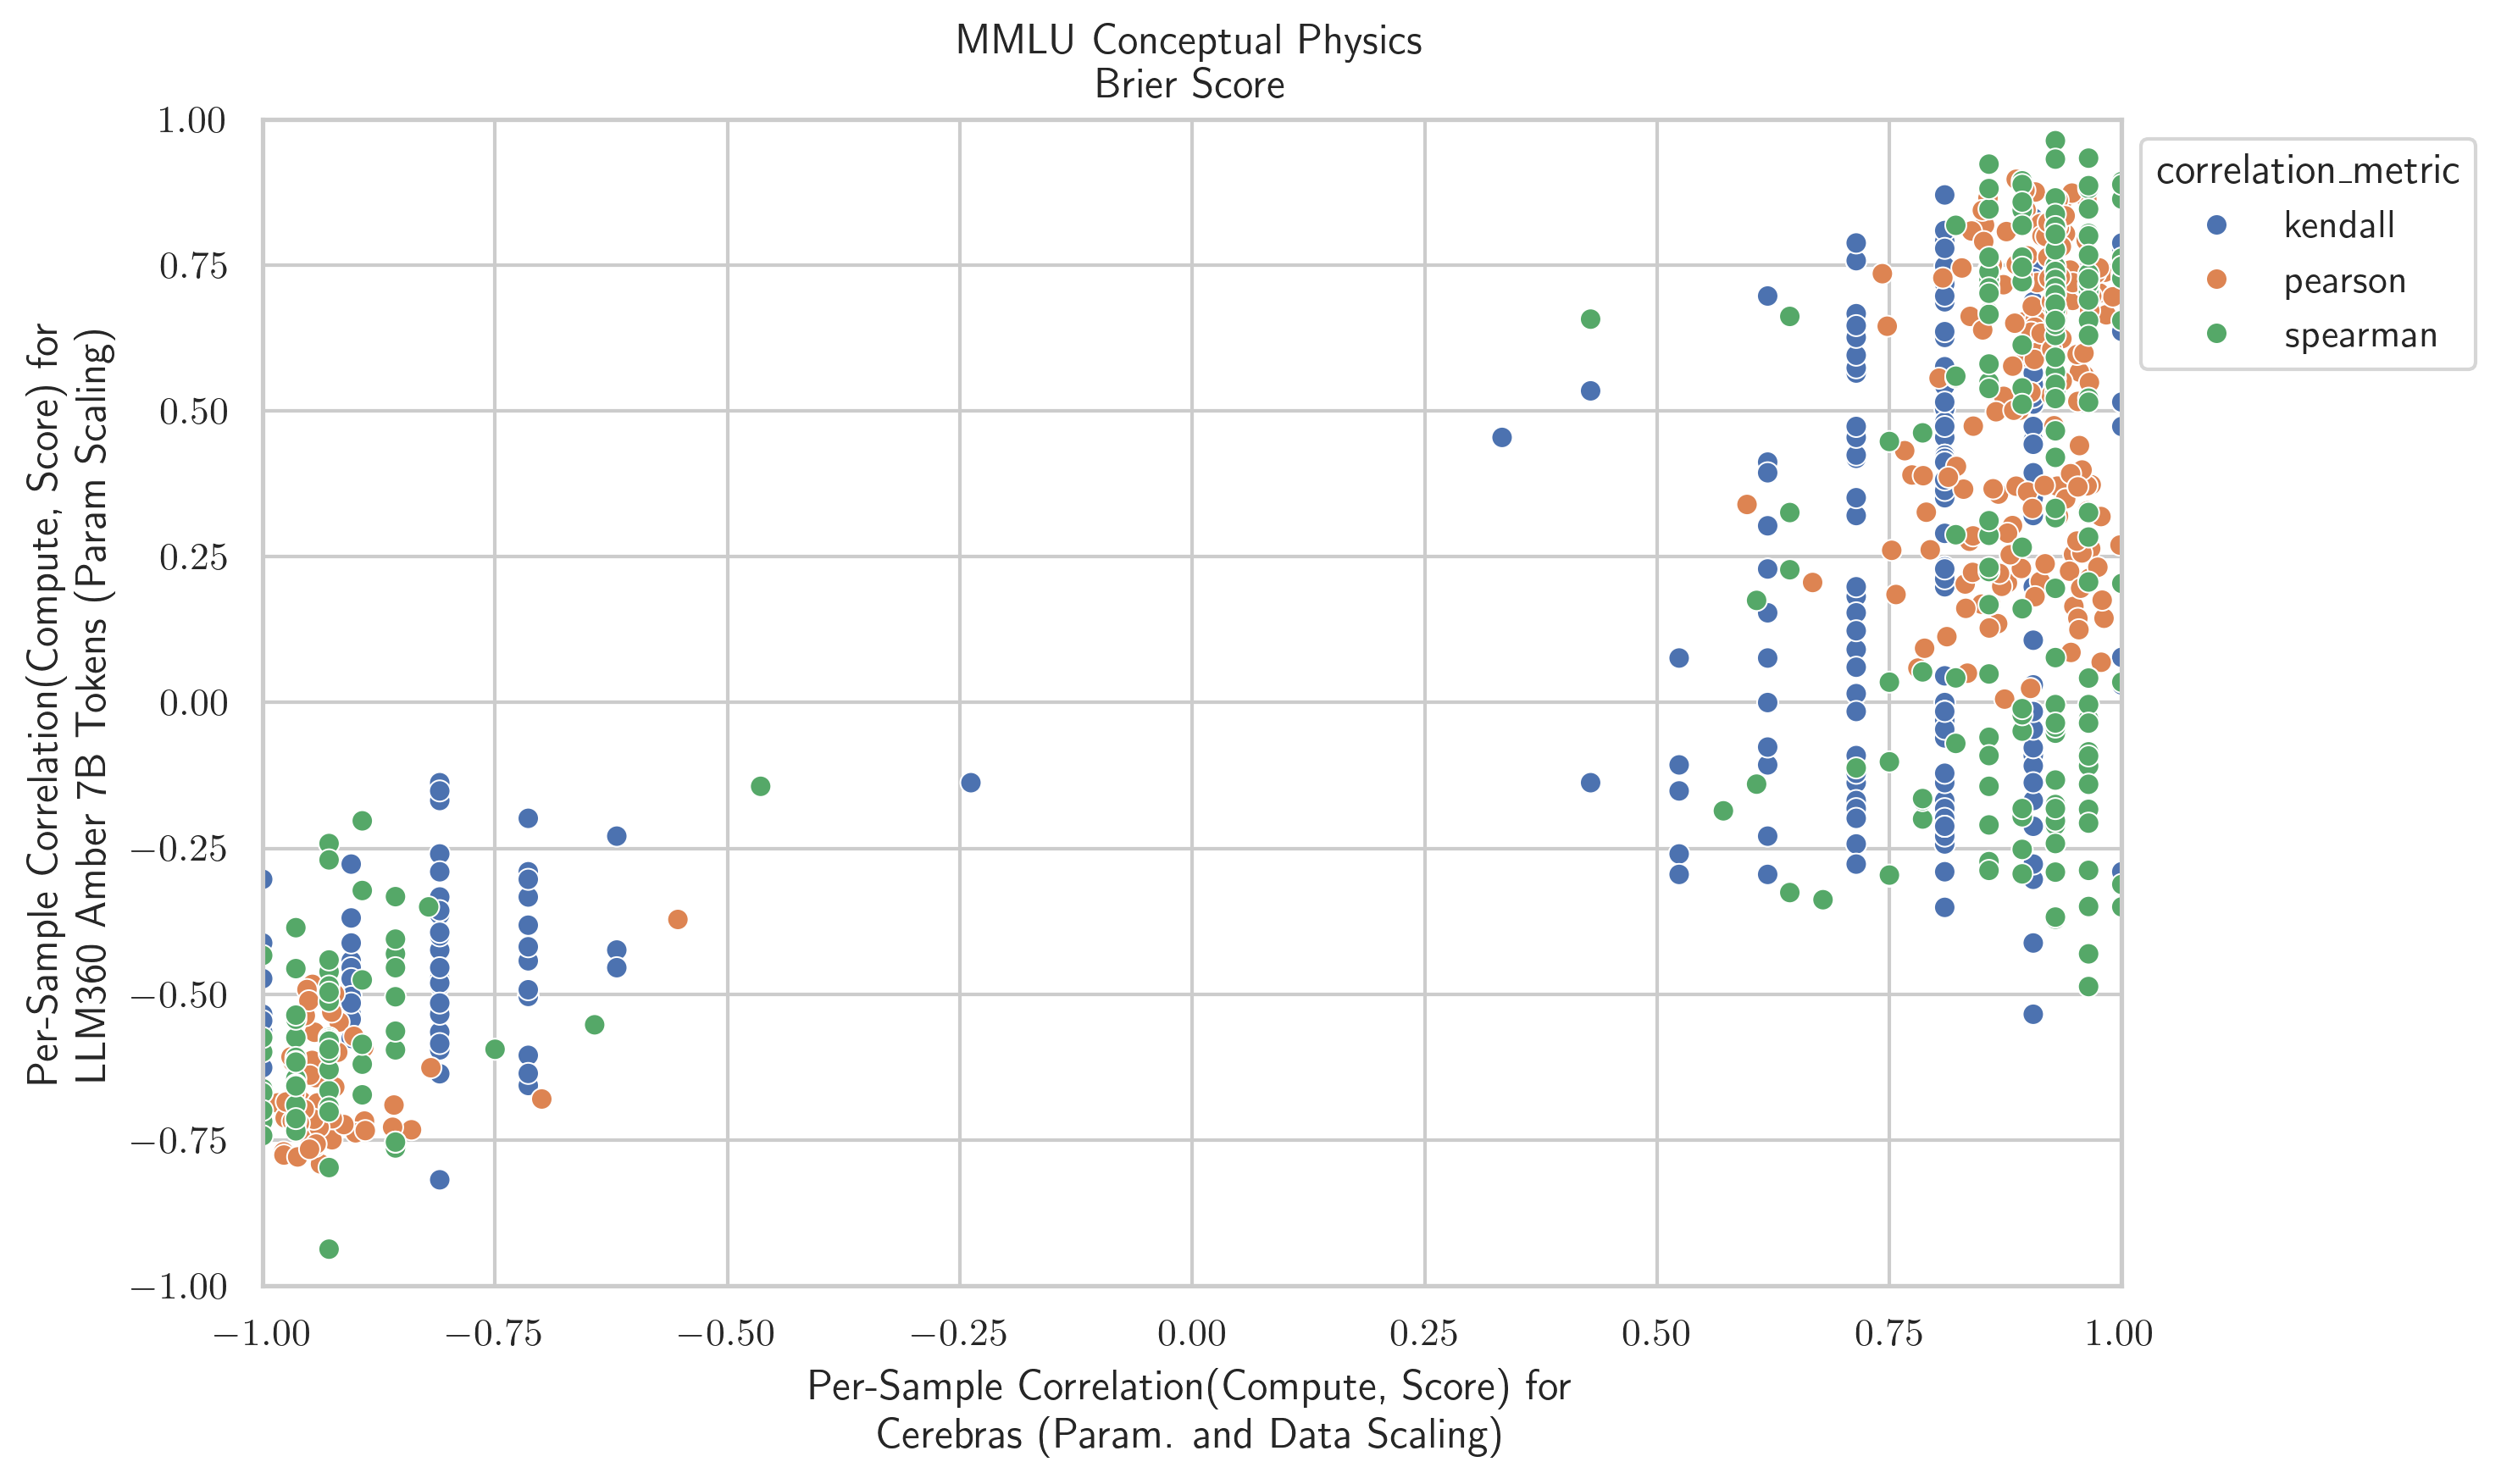 MMLU Conceptual Physics
Brier Score
Per-Sample Correlation(Compute, Score) for
LLM360 Amber 7B Tokens (Param Scaling)
1.00
0.75
0.50
0.25
0.00
−0.25
−0.50
−0.75
−1.00
−1.00 −0.75 −0.50 −0.25 0.00 0.25 0.50 0.75 1.00
Per-Sample Correlation(Compute, Score) for
Cerebras (Param. and Data Scaling)
correlation_metric
kendall
pearson
spearman